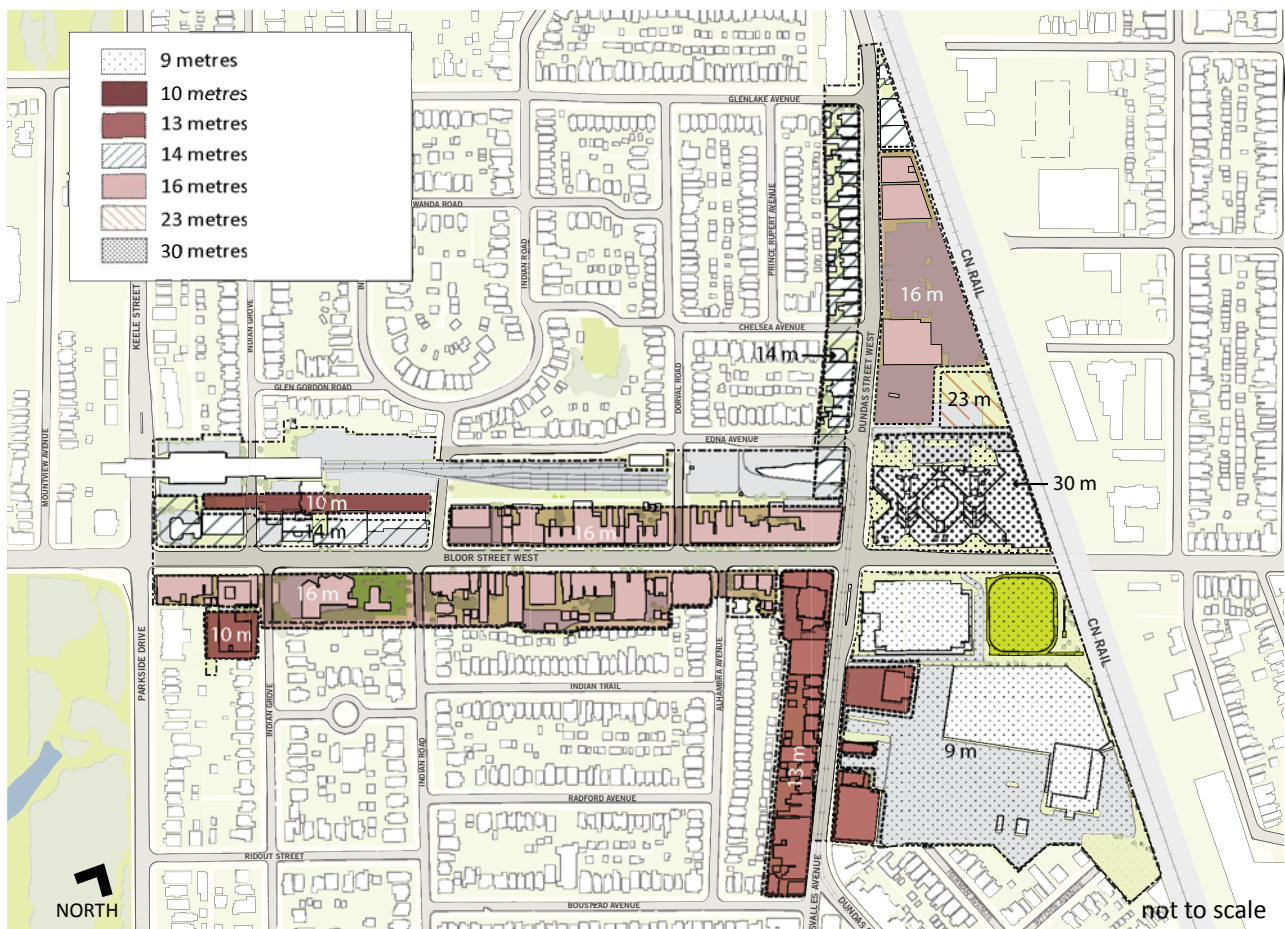 9 metres
10 metres
13 metres
14 metres
16 metres
23 metres
30 metres
GLENLAKE AVENUE
WANDA ROAD
INDIAN ROAD
PRINCE RUPERT AVENUE
CN RAIL
KEELE STREET
INDIAN GROVE
IN
16 m
CHELSEA AVENUE
14 m
DUNDAS STREET WEST
GLEN GORDON ROAD
DORVAL ROAD
23 m
MOUNTVIEW AVENUE
EDNA AVENUE
30 m
10 m
14 m
16 m
BLOOR STREET WEST
16 m
10 m
PARKSIDE DRIVE
INDIAN GROVE
INDIAN ROAD
INDIAN TRAIL
ALHAMBRA AVENUE
CN RAIL
13 m
9 m
RADFORD AVENUE
RIDOUT STREET
BOUSTEAD AVENUE
SVALLES AVENUE
DUNDAS
NORTH
not to scale